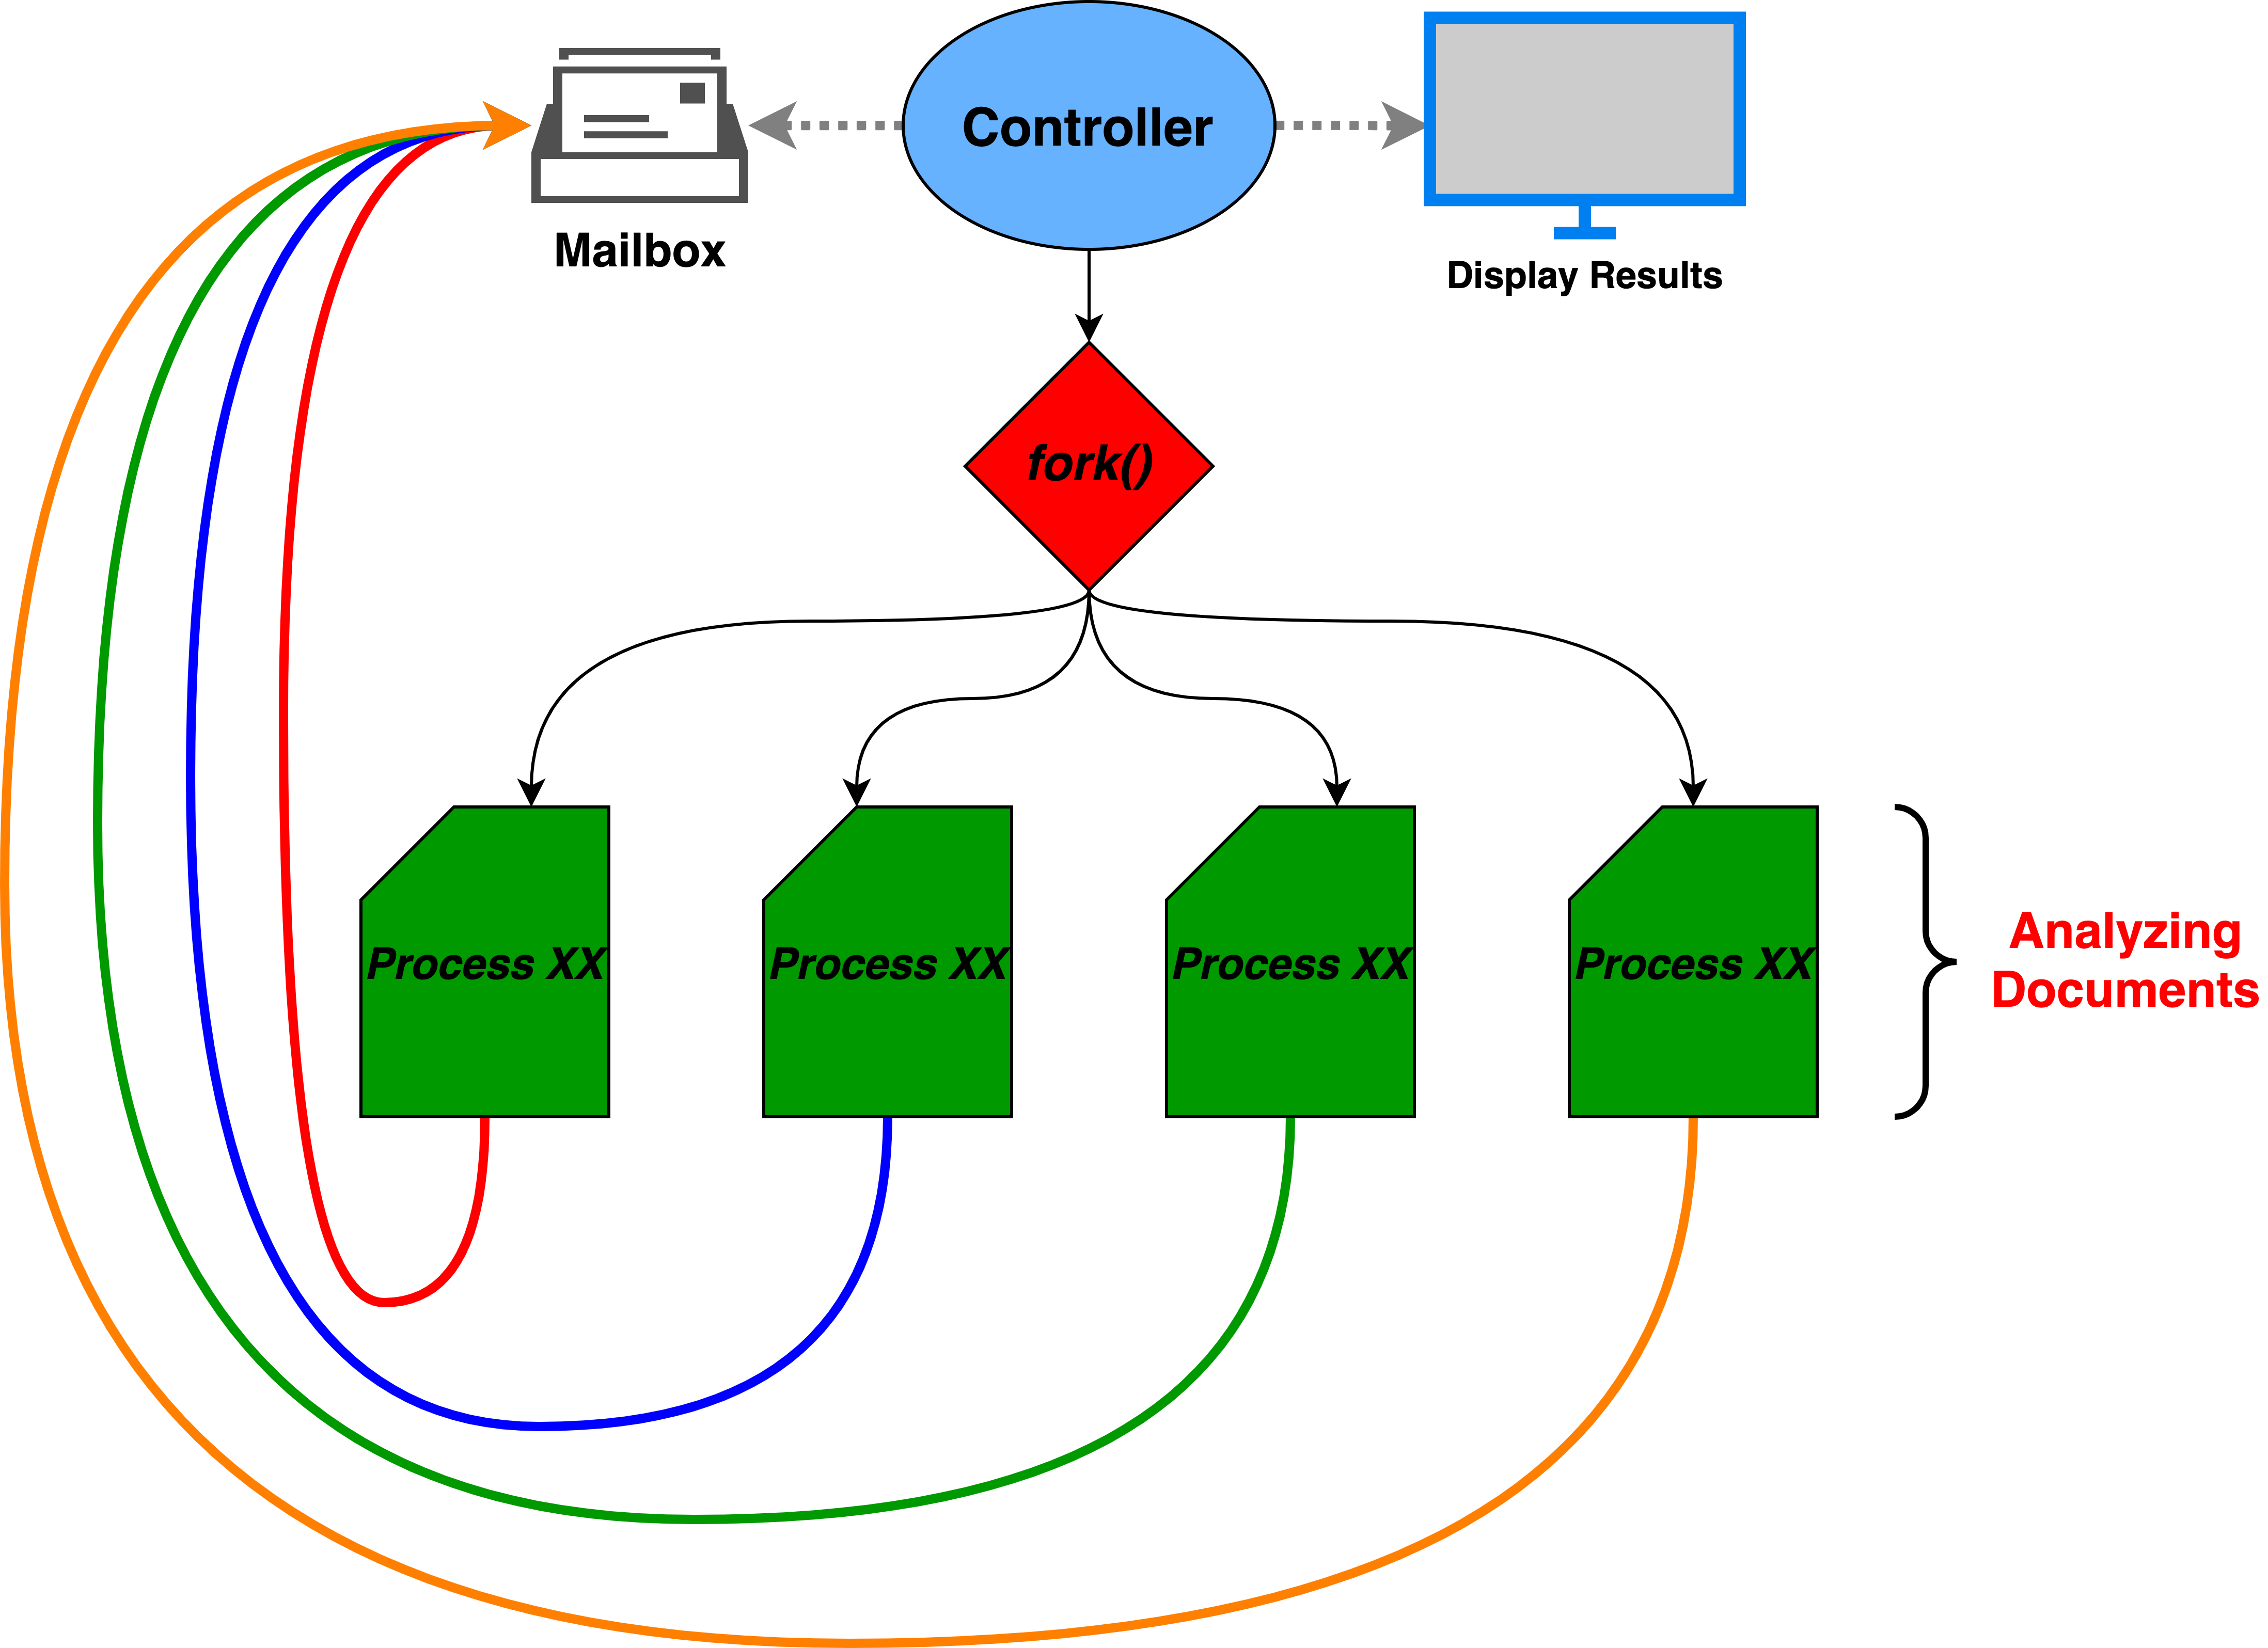 Controller
Mailbox
Display Results
fork()
Process XX
Process XX
Process XX
Process XX
Analyzing
Documents